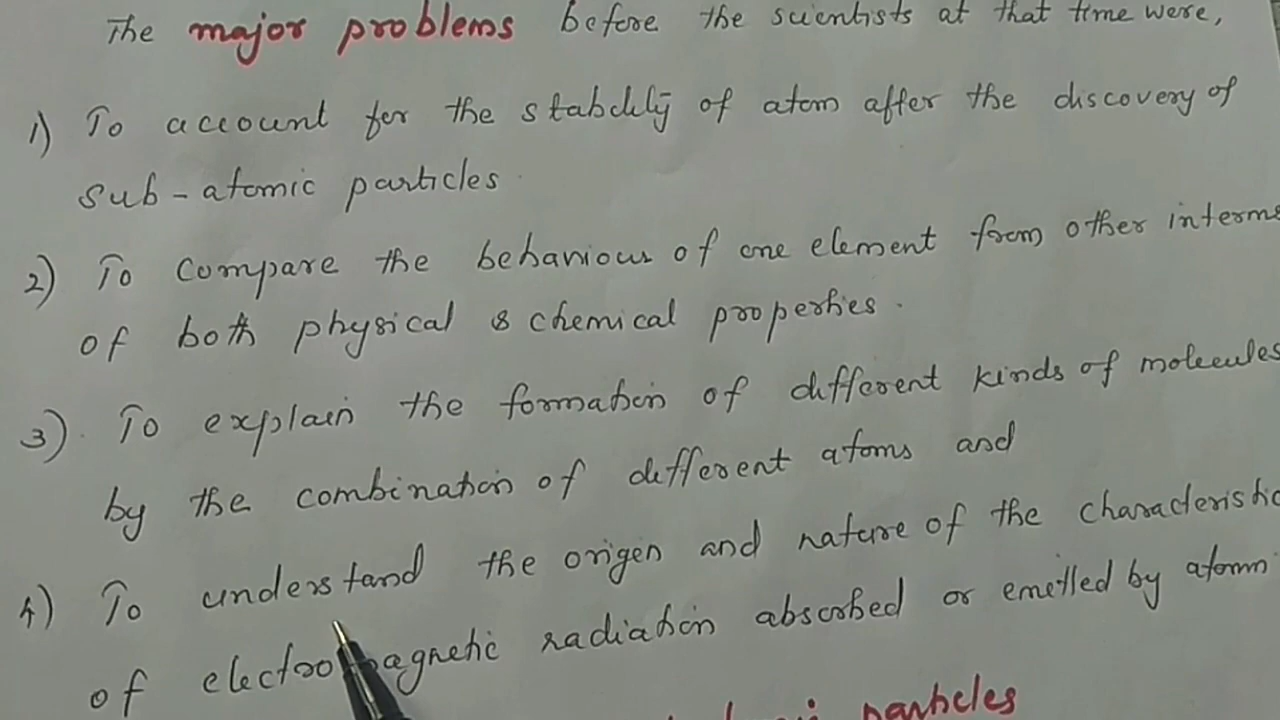 The major problems before the scientists at that time were,
1) To account for the stability of atom after the discovery of
sub-atomic particles
2) To compare the behaviour of one element from other interms
of both physical & chemical properties.
3) To explain the formation of different kinds of molecules
by the combination of different atoms and
4) To understand the origen and nature of the characteristic
of electromagnetic radiation absorbed or emetled by atom
particles